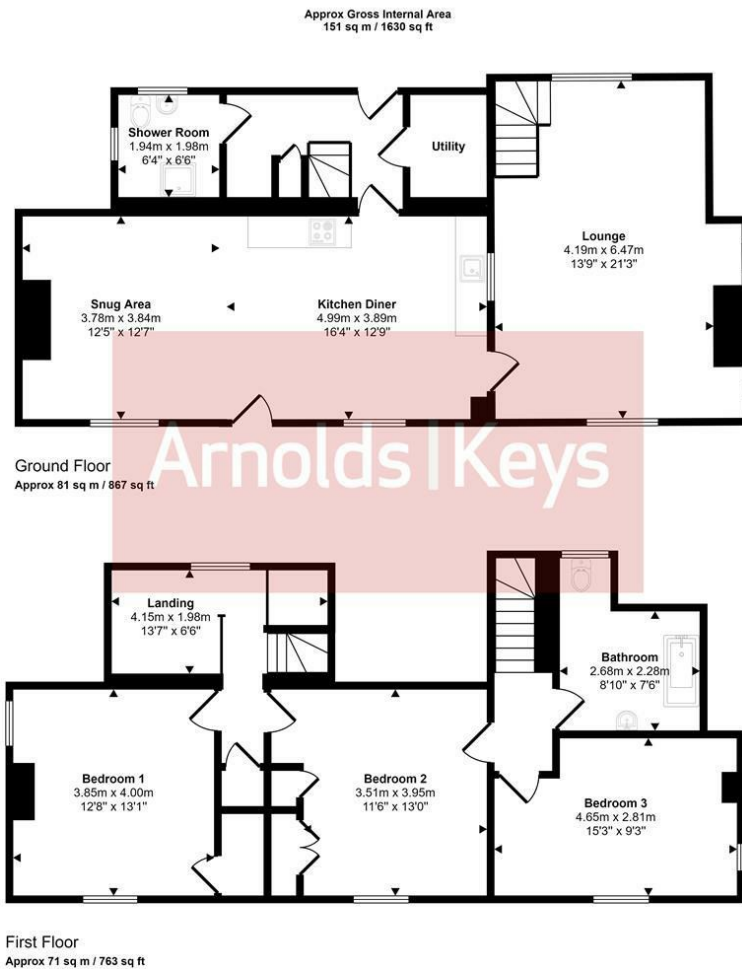 Approx Gross Internal Area
151 sq m / 1630 sq ft
Shower Room
1.94m x 1.98m
6'4" x 6'6"
Utility
Lounge
4.19m x 6.47m
13'9" x 21'3"
Snug Area
3.78m x 3.84m
12'5" x 12'7"
Kitchen Diner
4.99m x 3.89m
16'4" x 12'9"
Arnolds|Keys
Ground Floor
Approx 81 sq m / 867 sq ft
Landing
4.15m x 1.98m
13'7" x 6'6"
Bathroom
2.68m x 2.28m
8'10" x 7'6"
Bedroom 1
3.85m x 4.00m
12'8" x 13'1"
Bedroom 2
3.51m x 3.95m
11'6" x 13'0"
Bedroom 3
4.65m x 2.81m
15'3" x 9'3"
First Floor
Approx 71 sq m / 763 sq ft